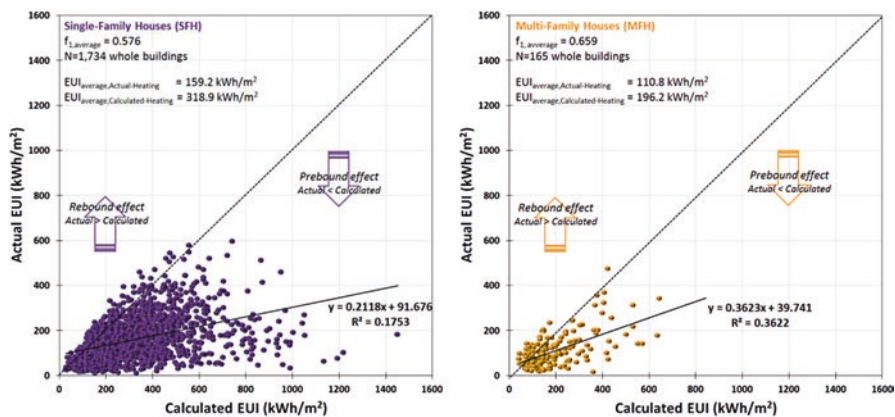 Single-Family Houses (SFH)
f1,average = 0.576
N=1,734 whole buildings
EUIaverage,Actual-Heating = 159.2 kWh/m²
EUIaverage,Calculated-Heating = 318.9 kWh/m²
Prebound effect
Actual < Calculated
Rebound effect
Actual > Calculated
y = 0.2118x + 91.676
R² = 0.1753
1600
1400
1200
1000
800
600
400
200
0
0 200 400 600 800 1000 1200 1400 1600
Actual EUI (kWh/m²)
Calculated EUI (kWh/m²)
Multi-Family Houses (MFH)
f1,avverage = 0.659
N=165 whole buildings
EUIaverage,Actual-Heating = 110.8 kWh/m²
EUIaverage,Calculated-Heating = 196.2 kWh/m²
Prebound effect
Actual < Calculated
Rebound effect
Actual > Calculated
y = 0.3623x + 39.741
R² = 0.3622
1600
1400
1200
1000
800
600
400
200
0
0 200 400 600 800 1000 1200 1400 1600
Actual EUI (kWh/m²)
Calculated EUI (kWh/m²)